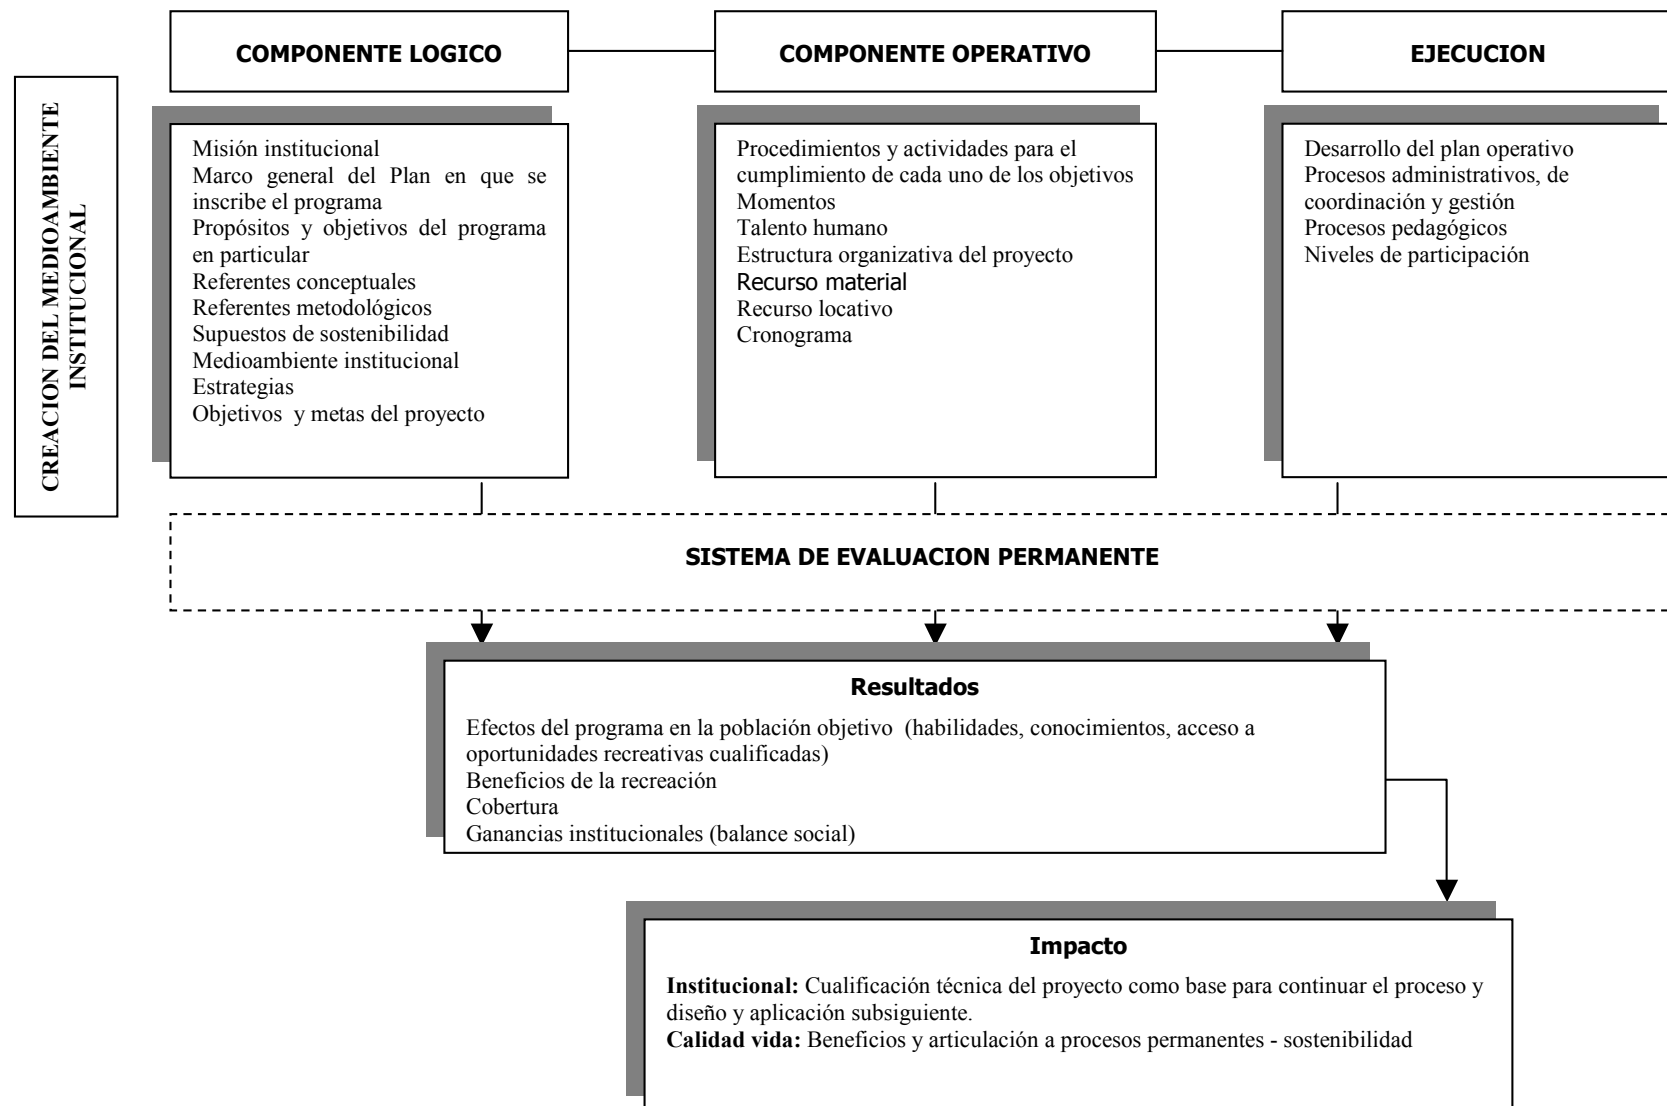 COMPONENTE LOGICO
COMPONENTE OPERATIVO
EJECUCION
CREACION DEL MEDIOAMBIENTE
INSTITUCIONAL
Misión institucional
Marco general del Plan en que se
inscribe el programa
Propósitos y objetivos del programa
en particular
Referentes conceptuales
Referentes metodológicos
Supuestos de sostenibilidad
Medioambiente institucional
Estrategias
Objetivos y metas del proyecto
Procedimientos y actividades para el
cumplimiento de cada uno de los objetivos
Momentos
Talento humano
Estructura organizativa del proyecto
Recurso material
Recurso locativo
Cronograma
Desarrollo del plan operativo
Procesos administrativos, de
coordinación y gestión
Procesos pedagógicos
Niveles de participación
SISTEMA DE EVALUACION PERMANENTE
Resultados
Efectos del programa en la población objetivo (habilidades, conocimientos, acceso a
oportunidades recreativas cualificadas)
Beneficios de la recreación
Cobertura
Ganancias institucionales (balance social)
Impacto
Institucional: Cualificación técnica del proyecto como base para continuar el proceso y
diseño y aplicación subsiguiente.
Calidad vida: Beneficios y articulación a procesos permanentes - sostenibilidad